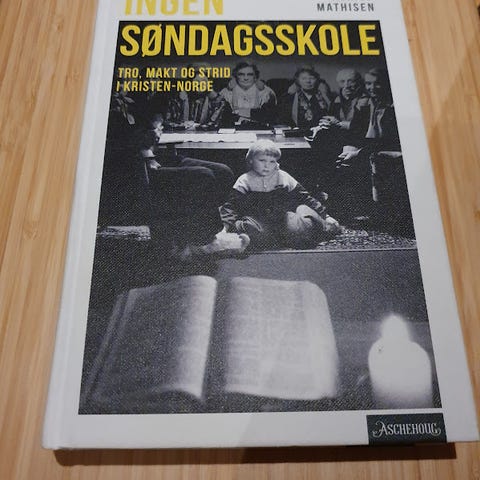 INGEN
MATHISEN
SØNDAGSSKOLE
TRO, MAKT OG STRID
I KRISTEN-NORGE
ASCHEHOUG